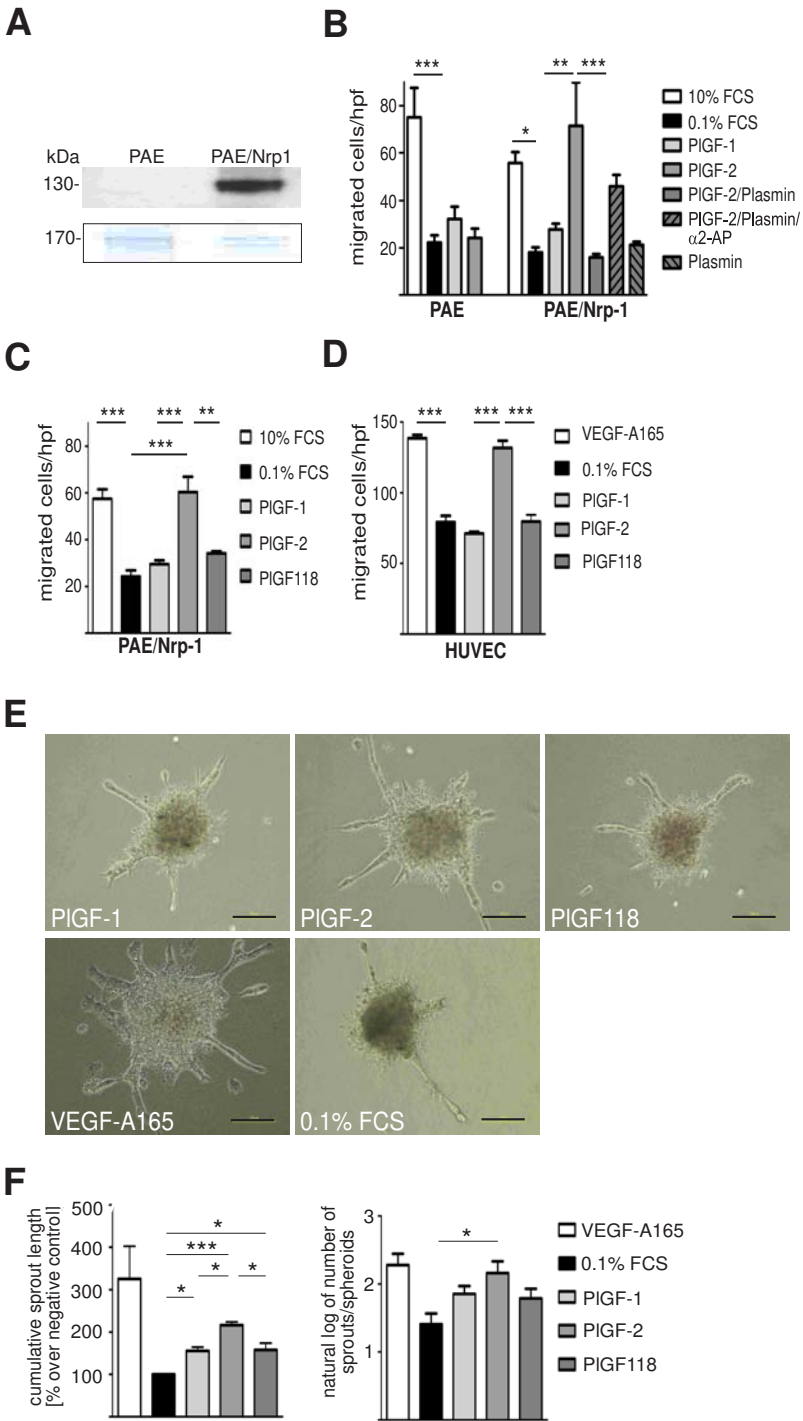 A
kDa PAE PAE/Nrp1
130-
170-
B
migrated cells/hpf
80
60
40
20
*** * ** ***
PAE PAE/Nrp-1
10% FCS
0.1% FCS
PlGF-1
PlGF-2
PlGF-2/Plasmin
PlGF-2/Plasmin/
α2-AP
Plasmin
C
migrated cells/hpf
80
60
40
20
*** *** **
***
PAE/Nrp-1
10% FCS
0.1% FCS
PlGF-1
PlGF-2
PlGF118
D
migrated cells/hpf
150
100
50
*** *** ***
HUVEC
VEGF-A165
0.1% FCS
PlGF-1
PlGF-2
PlGF118
E
PlGF-1
PlGF-2
PlGF118
VEGF-A165
0.1% FCS
F
cumulative sprout length
[% over negative control]
500
400
300
200
100
*
***
* *
*
natural log of number of
sprouts/spheroids
3
2
1
*
VEGF-A165
0.1% FCS
PlGF-1
PlGF-2
PlGF118